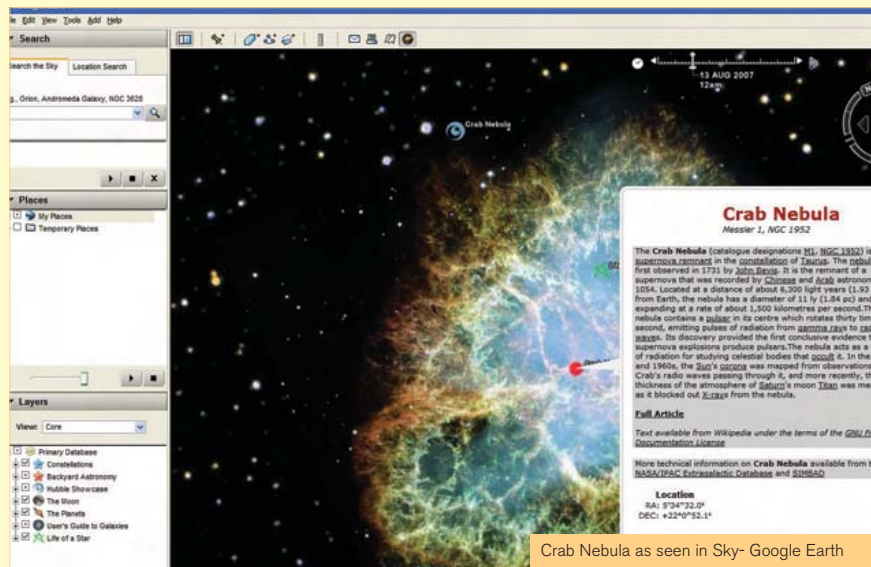 Edit View Tools Add Help
Search
Search the Sky
Location Search
Orion, Andromeda Galaxy, NGC 3628
Places
My Places
Temporary Places
Layers
View: Core
Primary Database
Constellations
Backyard Astronomy
Hubble Showcase
The Moon
The Planets
User's Guide to Galaxies
Life of a Star
13 AUG 2007
12am
Crab Nebula
Crab Nebula
Messier 1, NGC 1952
The Crab Nebula (catalogue designations M1, NGC 1952) is
supernova remnant in the constellation of Taurus. The
first observed in 1731 by John Bevis. It is the remnant of a
supernova that was recorded by Chinese and Arab
1054. Located at a distance of about 6,300 light years (1.93
from Earth, the nebula has a diameter of 11 ly (1.84 pc) and
expanding at a rate of about 1,500 kilometres per second.
nebula contains a pulsar in its centre which rotates thirty
second, emitting pulses of radiation from gamma rays to
waves. Its discovery provided the first conclusive evidence
supernova explosions produce pulsars.The nebula acts as a
of radiation for studying celestial bodies that occult it. In the
and 1960s, the Sun's corona was mapped from observations
Crab's radio waves passing through it, and more recently,
thickness of the atmosphere of Saturn's moon Titan was
as it blocked out X-rays from the nebula.
Full Article
Text available from Wikipedia under the terms of the GNU
Documentation License
More technical information on Crab Nebula available from
NASA/IPAC Extragalactic Database and SIMBAD
Location
RA: 5°34"32.0"
DEC: +22°0"52.1"
Crab Nebula as seen in Sky- Google Earth